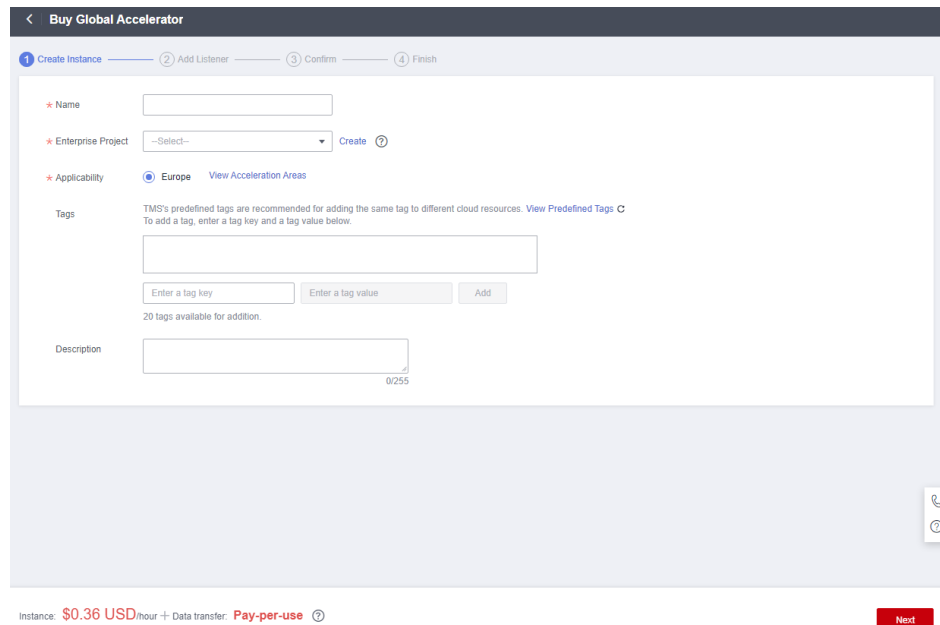 Buy Global Accelerator
1 Create Instance 2 Add Listener 3 Confirm 4 Finish
* Name
* Enterprise Project --Select-- Create ?
* Applicability Europe View Acceleration Areas
Tags TMS's predefined tags are recommended for adding the same tag to different cloud resources. View Predefined Tags
To add a tag, enter a tag key and a tag value below.
Enter a tag key Enter a tag value Add
20 tags available for addition.
Description
0/255
?
Instance: $0.36 USD/hour + Data transfer: Pay-per-use ? Next